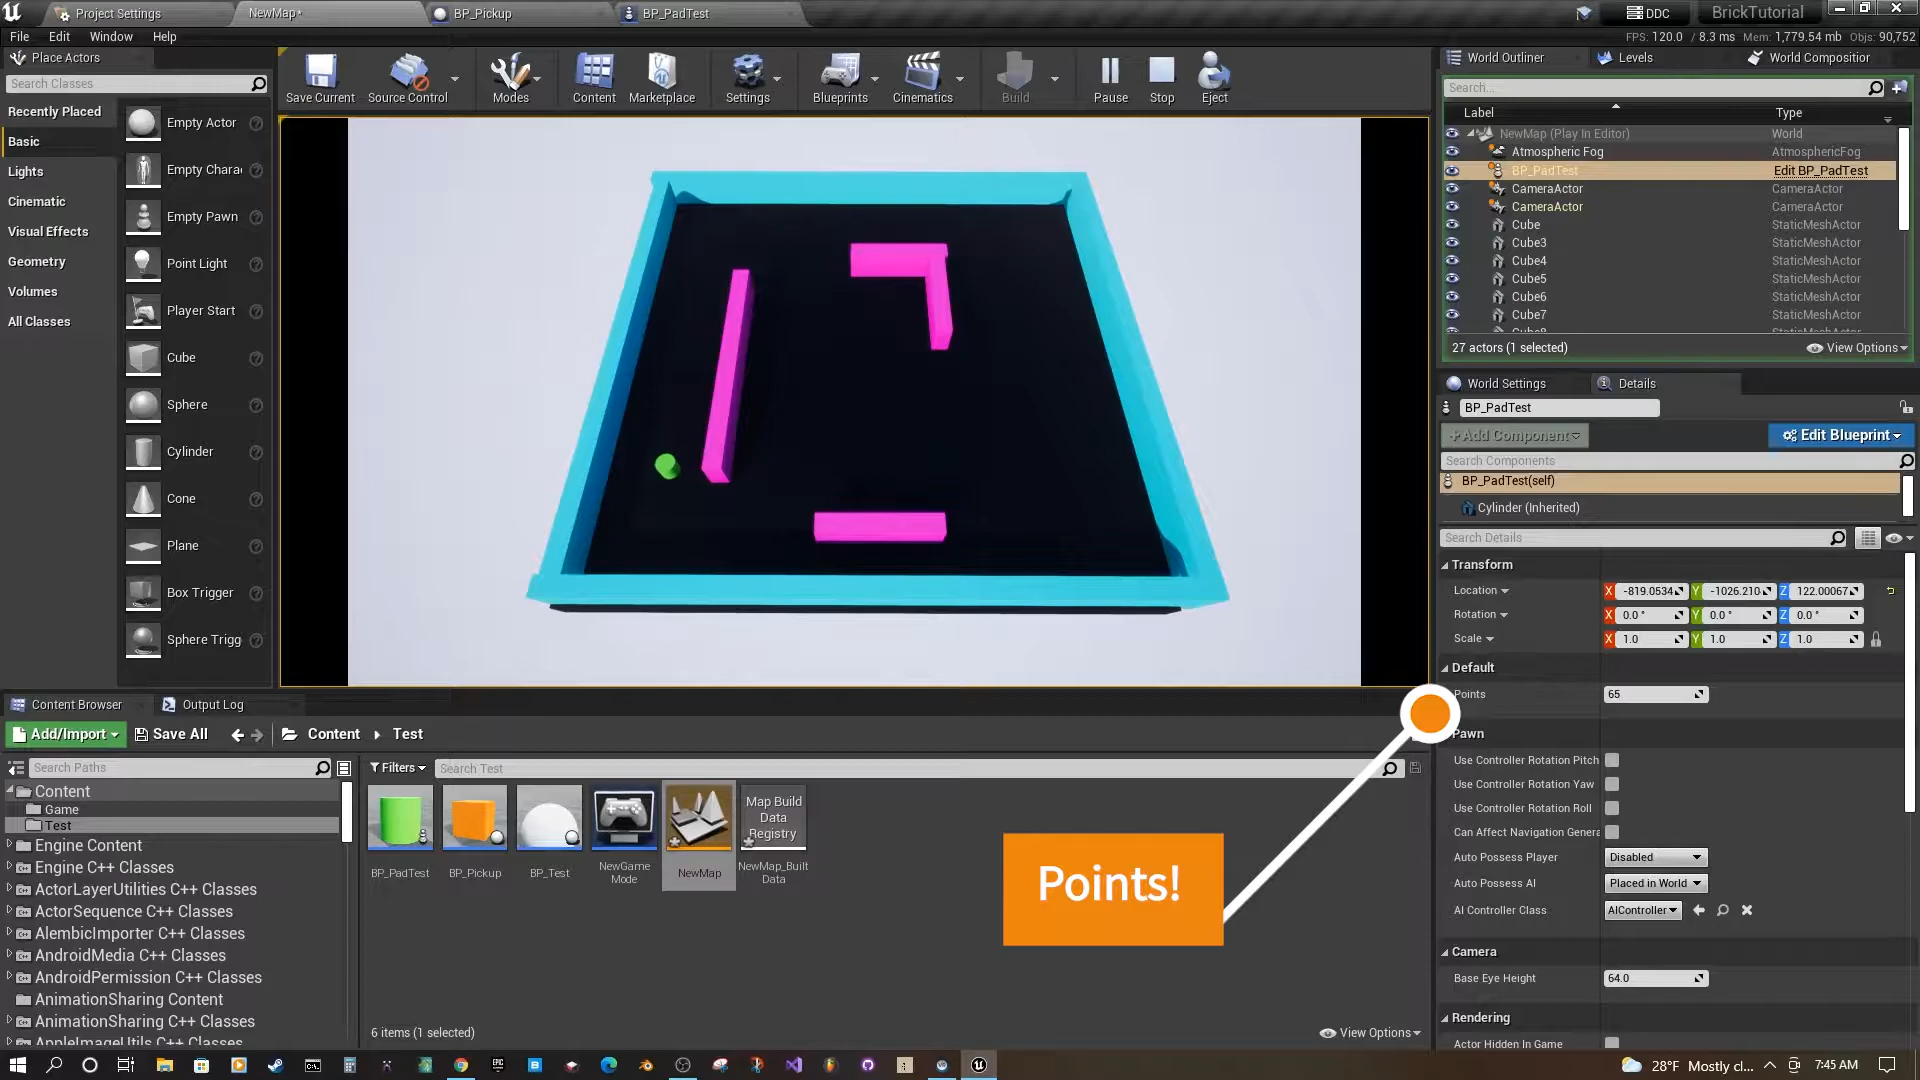 Project Settings
NewMap*
BP_Pickup
BP_PadTest
DDC
BrickTutorial
File Edit Window Help
FPS: 120.0 / 8.3 ms Mem: 1,779.54 mb Objs: 90,752
Place Actors
Search Classes
Recently Placed
Basic
Lights
Cinematic
Visual Effects
Geometry
Volumes
All Classes
Empty Actor
Empty Chara
Empty Pawn
Point Light
Player Start
Cube
Sphere
Cylinder
Cone
Plane
Box Trigger
Sphere Trigg
Save Current
Source Control
Modes
Content
Marketplace
Settings
Blueprints
Cinematics
Build
Pause
Stop
Eject
World Outliner
Levels
World Compositior
Search...
Label Type
NewMap (Play In Editor) World
Atmospheric Fog AtmosphericFog
BP_PadTest Edit BP_PadTest
CameraActor CameraActor
CameraActor CameraActor
Cube StaticMeshActor
Cube3 StaticMeshActor
Cube4 StaticMeshActor
Cube5 StaticMeshActor
Cube6 StaticMeshActor
Cube7 StaticMeshActor
Cube8 StaticMeshActor
27 actors (1 selected)
View Options
World Settings
Details
BP_PadTest
+Add Component
Edit Blueprint
Search Components
BP_PadTest(self)
Cylinder (Inherited)
Search Details
Transform
Location X -819.0534 Y -1026.210 Z 122.00067
Rotation X 0.0 ° Y 0.0 ° Z 0.0 °
Scale X 1.0 Y 1.0 Z 1.0
Default
Points 65
Pawn
Use Controller Rotation Pitch
Use Controller Rotation Yaw
Use Controller Rotation Roll
Can Affect Navigation Genera
Auto Possess Player Disabled
Auto Possess AI Placed in World
AI Controller Class AIController
Camera
Base Eye Height 64.0
Rendering
Actor Hidden In Game
Content Browser
Output Log
Add/Import
Save All
Content
Test
Search Paths
Filters
Search Test
Content
Game
Test
Engine Content
Engine C++ Classes
ActorLayerUtilities C++ Classes
ActorSequence C++ Classes
AlembicImporter C++ Classes
AndroidMedia C++ Classes
AndroidPermission C++ Classes
AnimationSharing Content
AnimationSharing C++ Classes
AppleImageUtils C++ Classes
BP_PadTest
BP_Pickup
BP_Test
NewGame
Mode
NewMap
Map Build
Data
Registry
NewMap_Built
Data
Points!
6 items (1 selected)
View Options
EPIC
28°F Mostly cl...
7:45 AM